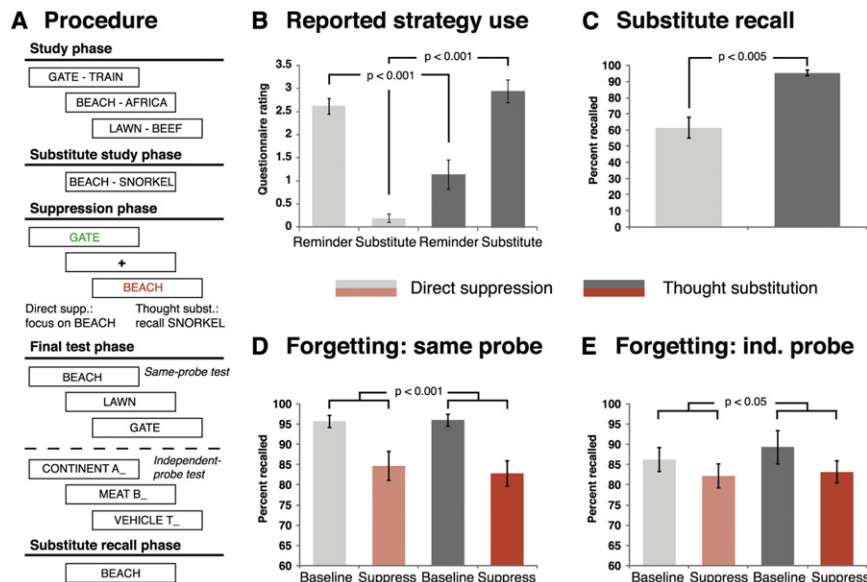 A Procedure
Study phase
GATE - TRAIN
BEACH - AFRICA
LAWN - BEEF
Substitute study phase
BEACH - SNORKEL
Suppression phase
GATE
+
BEACH
Direct supp.: Thought subst.:
focus on BEACH recall SNORKEL
Final test phase
BEACH Same-probe test
LAWN
GATE
CONTINENT A_ Independent-
probe test
MEAT B_
VEHICLE T_
Substitute recall phase
BEACH
B Reported strategy use
p < 0.001
p < 0.001
Questionnaire rating
3.5
3
2.5
2
1.5
1
0.5
0
Reminder Substitute Reminder Substitute
C Substitute recall
p < 0.005
Percent recalled
100
90
80
70
60
50
40
30
20
10
0
Direct suppression
Thought substitution
D Forgetting: same probe
p < 0.001
Percent recalled
100
95
90
85
80
75
70
65
60
Baseline Suppress Baseline Suppress
E Forgetting: ind. probe
p < 0.05
Percent recalled
100
95
90
85
80
75
70
65
60
Baseline Suppress Baseline Suppress